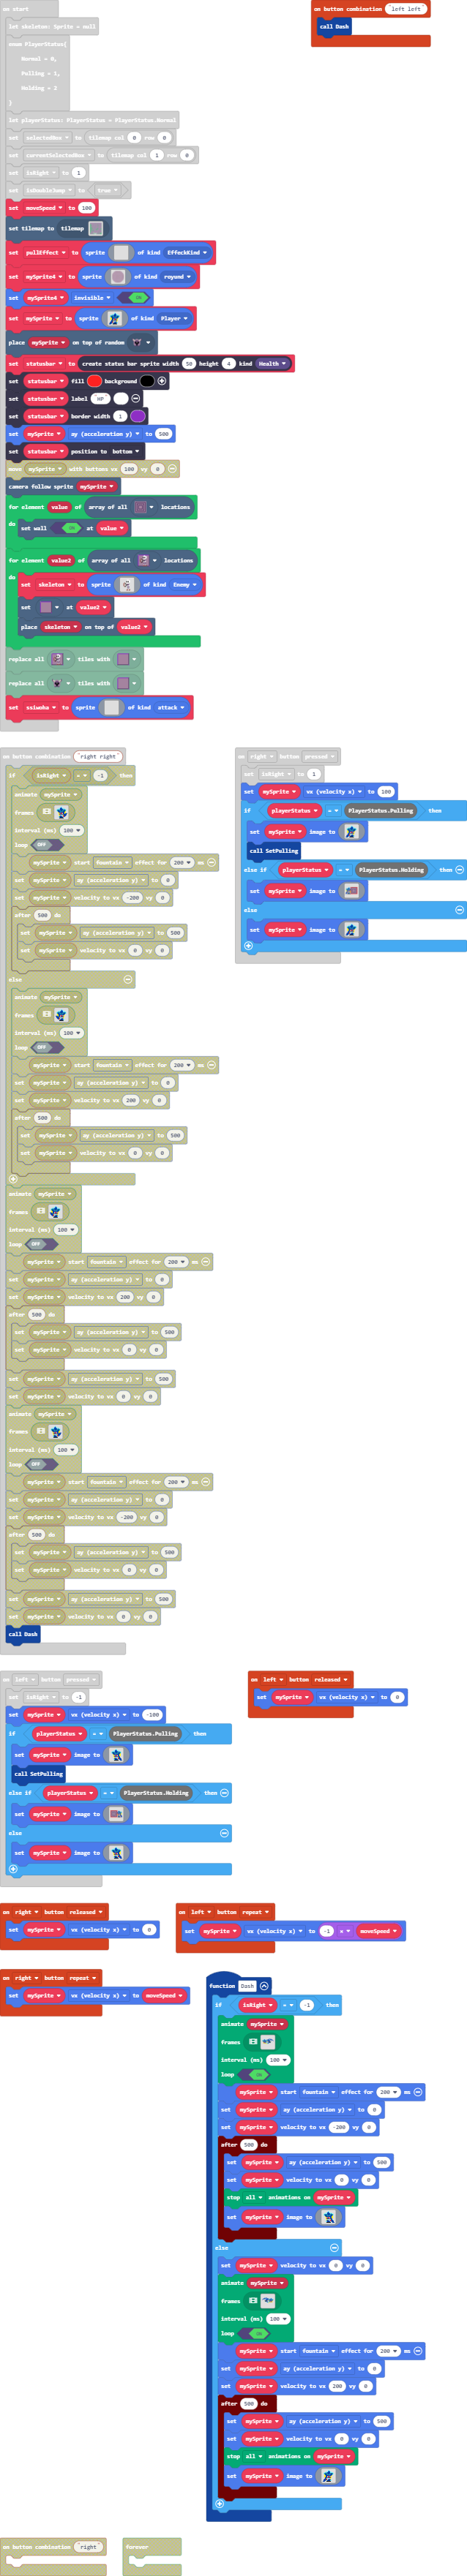 on start
let skeleton: Sprite = null
enum PlayerStatus{
Normal = 0,
Pulling = 1,
Holding = 2
}
let playerStatus: PlayerStatus = PlayerStatus.Normal
set selectedBox to tilemap col 0 row 0
set currentSelectedBox to tilemap col 1 row 0
set isRight to 1
set isDoubleJump to true
set moveSpeed to 100
set tilemap to tilemap
set pullEffect to sprite of kind EffeckKind
set mySprite4 to sprite of kind royund
set mySprite4 invisible ON
set mySprite to sprite of kind Player
place mySprite on top of random
set statusbar to create status bar sprite width 50 height 4 kind Health
set statusbar fill background
set statusbar label "HP"
set statusbar border width 1
set mySprite ay (acceleration y) to 500
set statusbar position to bottom
move mySprite with buttons vx 100 vy 0
camera follow sprite mySprite
for element value of array of all locations
do set wall ON at value
for element value2 of array of all locations
do set skeleton to sprite of kind Enemy
set at value2
place skeleton on top of value2
replace all tiles with
replace all tiles with
set ssiwoka to sprite of kind attack
on button combination "left left"
call Dash
on button combination "right right"
if isRight = -1 then
animate mySprite
frames
interval (ms) 100
loop OFF
mySprite start fountain effect for 200 ms
set mySprite ay (acceleration y) to 0
set mySprite velocity to vx -200 vy 0
after 500 do
set mySprite ay (acceleration y) to 500
set mySprite velocity to vx 0 vy 0
else
animate mySprite
frames
interval (ms) 100
loop OFF
mySprite start fountain effect for 200 ms
set mySprite ay (acceleration y) to 0
set mySprite velocity to vx 200 vy 0
after 500 do
set mySprite ay (acceleration y) to 500
set mySprite velocity to vx 0 vy 0
animate mySprite
frames
interval (ms) 100
loop OFF
mySprite start fountain effect for 200 ms
set mySprite ay (acceleration y) to 0
set mySprite velocity to vx 200 vy 0
after 500 do
set mySprite ay (acceleration y) to 500
set mySprite velocity to vx 0 vy 0
set mySprite ay (acceleration y) to 500
set mySprite velocity to vx 0 vy 0
animate mySprite
frames
interval (ms) 100
loop OFF
mySprite start fountain effect for 200 ms
set mySprite ay (acceleration y) to 0
set mySprite velocity to vx -200 vy 0
after 500 do
set mySprite ay (acceleration y) to 500
set mySprite velocity to vx 0 vy 0
set mySprite ay (acceleration y) to 500
set mySprite velocity to vx 0 vy 0
call Dash
on right button pressed
set isRight to 1
set mySprite vx (velocity x) to 100
if playerStatus = PlayerStatus.Pulling then
set mySprite image to
call SetPulling
else if playerStatus = PlayerStatus.Holding then
set mySprite image to
else
set mySprite image to
on left button pressed
set isRight to -1
set mySprite vx (velocity x) to -100
if playerStatus = PlayerStatus.Pulling then
set mySprite image to
call SetPulling
else if playerStatus = PlayerStatus.Holding then
set mySprite image to
else
set mySprite image to
on left button released
set mySprite vx (velocity x) to 0
on right button released
set mySprite vx (velocity x) to 0
on left button repeat
set mySprite vx (velocity x) to -1 x moveSpeed
on right button repeat
set mySprite vx (velocity x) to moveSpeed
function Dash
if isRight = -1 then
animate mySprite
frames
interval (ms) 100
loop ON
mySprite start fountain effect for 200 ms
set mySprite ay (acceleration y) to 0
set mySprite velocity to vx -200 vy 0
after 500 do
set mySprite ay (acceleration y) to 500
set mySprite velocity to vx 0 vy 0
stop all animations on mySprite
set mySprite image to
else
set mySprite velocity to vx 0 vy 0
animate mySprite
frames
interval (ms) 100
loop ON
mySprite start fountain effect for 200 ms
set mySprite ay (acceleration y) to 0
set mySprite velocity to vx 200 vy 0
after 500 do
set mySprite ay (acceleration y) to 500
set mySprite velocity to vx 0 vy 0
stop all animations on mySprite
set mySprite image to
on button combination "right"
forever